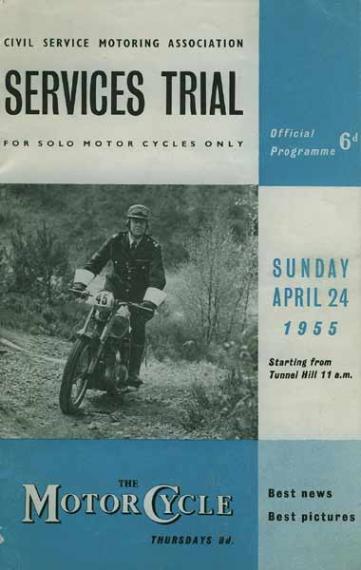 CIVIL SERVICE MOTORING ASSOCIATION
SERVICES TRIAL
FOR SOLO MOTOR CYCLES ONLY
Official
Programme 6d
45
SUNDAY
APRIL 24
1955
Starting from
Tunnel Hill 11 a.m.
THE
MOTOR CYCLE
THURSDAYS 8d.
Best news
Best pictures